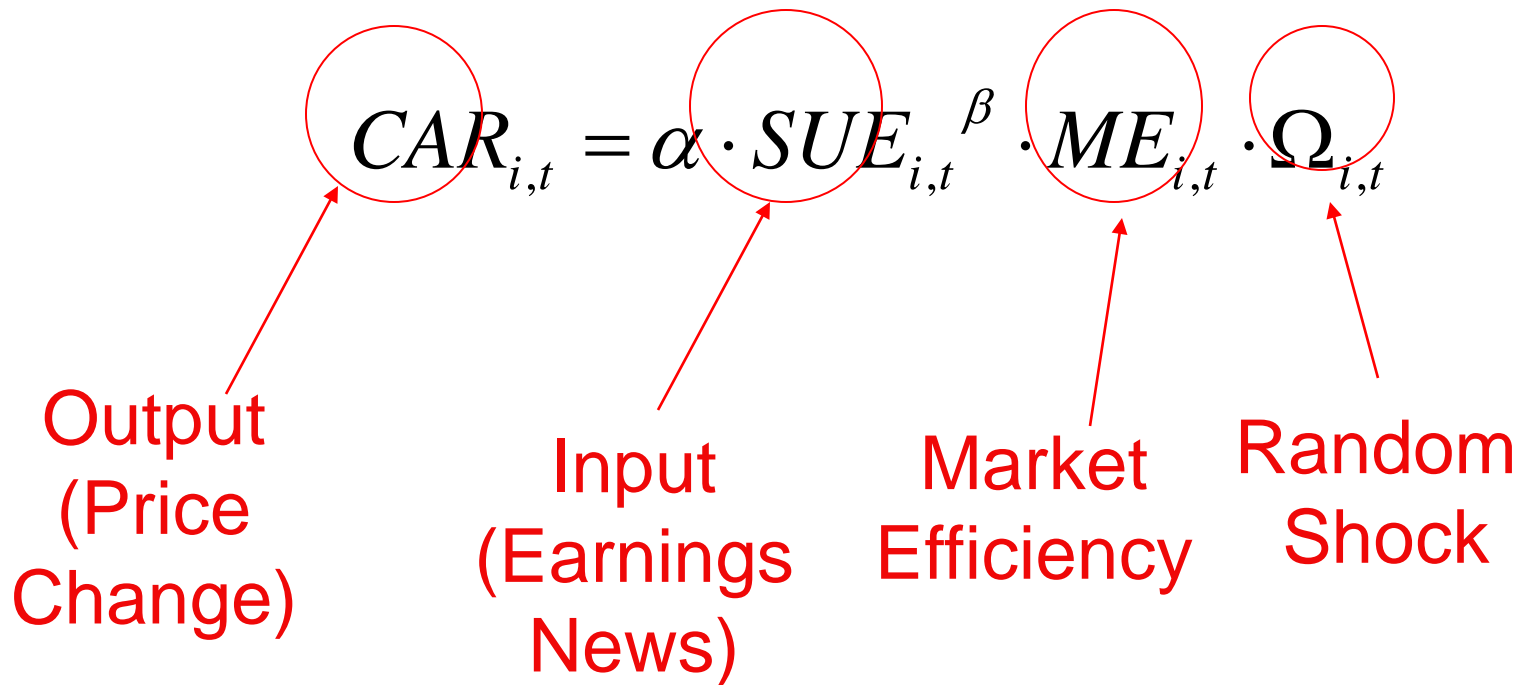 CAR_{i,t} = α · SUE_{i,t}^β · ME_{i,t} · Ω_{i,t}
Output
(Price
Change)
Input
(Earnings
News)
Market
Efficiency
Random
Shock